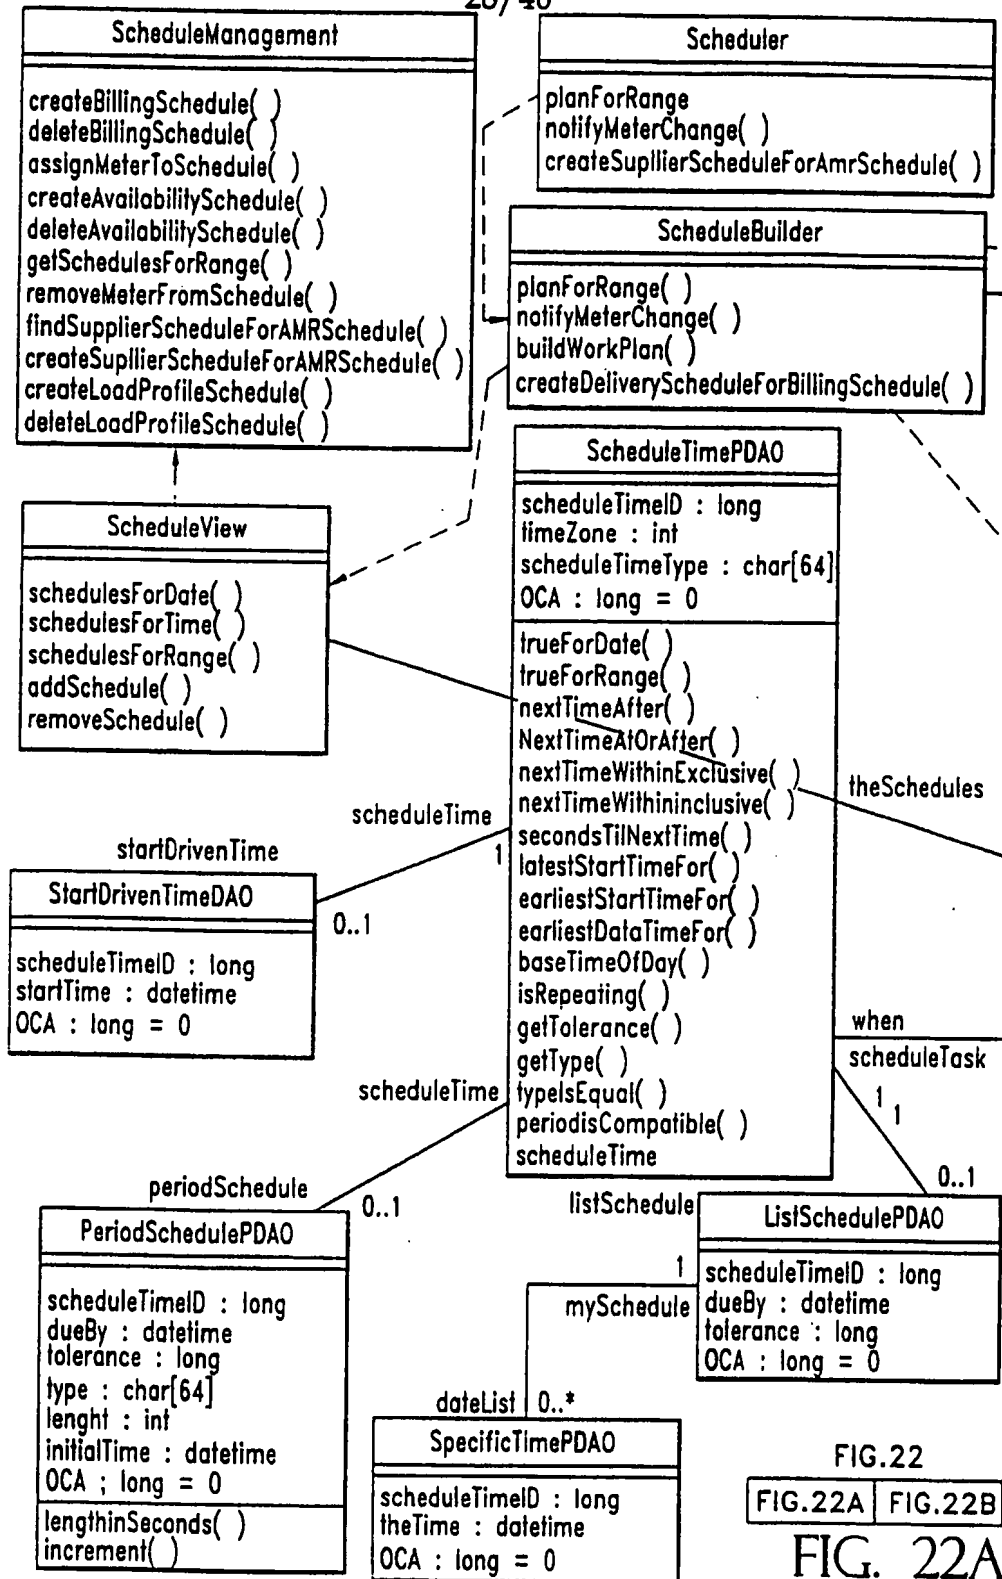 ScheduleManagement
createBillingSchedule( )
deleteBillingSchedule( )
assignMeterToSchedule( )
createAvailabilitySchedule( )
deleteAvailabilitySchedule( )
getSchedulesForRange( )
removeMeterFromSchedule( )
findSupplierScheduleForAMRSchedule( )
createSupllierScheduleForAMRSchedule( )
createLoadProfileSchedule( )
deleteLoadProfileSchedule( )
Scheduler
planForRange
notifyMeterChange( )
createSupllierScheduleForAmrSchedule( )
ScheduleBuilder
planForRange( )
notifyMeterChange( )
buildWorkPlan( )
createDeliveryScheduleForBillingSchedule( )
ScheduleView
schedulesForDate( )
schedulesForTime( )
schedulesForRange( )
addSchedule( )
removeSchedule( )
ScheduleTimePDAO
scheduleTimeID : long
timeZone : int
scheduleTimeType : char[64]
OCA : long = 0
trueForDate( )
trueForRange( )
nextTimeAfter( )
NextTimeAtOrAfter( )
nextTimeWithinExclusive( )
nextTimeWithininclusive( )
secondsTilNextTime( )
latestStartTimeFor( )
earliestStartTimeFor( )
earliestDataTimeFor( )
baseTimeOfDay( )
isRepeating( )
getTolerance( )
getType( )
typeIsEqual( )
periodisCompatible( )
scheduleTime
theSchedules
scheduleTime
1
startDrivenTime
0..1
StartDrivenTimeDAO
scheduleTimeID : long
startTime : datetime
OCA : long = 0
when
scheduleTask
1
1
0..1
scheduleTime
periodSchedule
0..1
PeriodSchedulePDAO
scheduleTimeID : long
dueBy : datetime
tolerance : long
type : char[64]
lenght : int
initialTime : datetime
OCA ; long = 0
lengthinSeconds( )
increment( )
listSchedule
1
mySchedule
ListSchedulePDAO
scheduleTimeID : long
dueBy : datetime
tolerance : long
OCA : long = 0
dateList
0..*
SpecificTimePDAO
scheduleTimeID : long
theTime : datetime
OCA : long = 0
FIG.22
FIG.22A FIG.22B
FIG. 22A